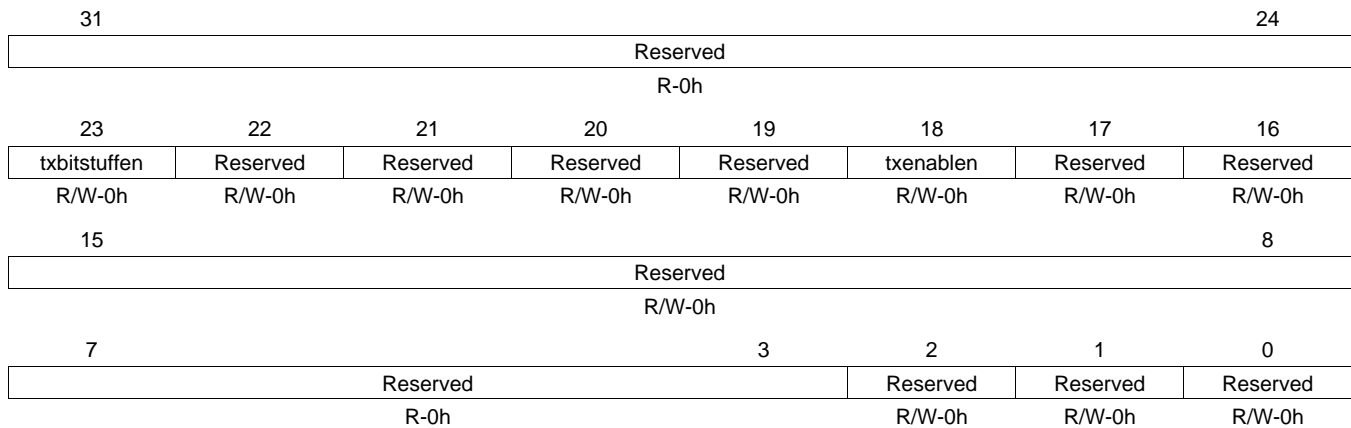 31 24
Reserved
R-0h
23 22 21 20 19 18 17 16
txbitstuffen Reserved Reserved Reserved Reserved txenablen Reserved Reserved
R/W-0h R/W-0h R/W-0h R/W-0h R/W-0h R/W-0h R/W-0h R/W-0h
15 8
Reserved
R/W-0h
7 3 2 1 0
Reserved Reserved Reserved Reserved
R-0h R/W-0h R/W-0h R/W-0h